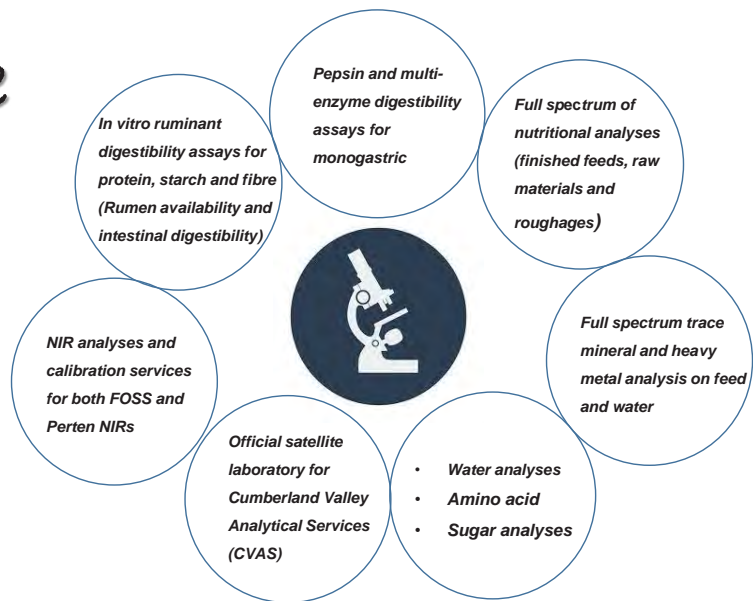 Pepsin and multi-
enzyme digestibility
assays for
monogastric
Full spectrum of
nutritional analyses
(finished feeds, raw
materials and
roughages)
Full spectrum trace
mineral and heavy
metal analysis on feed
and water
• Water analyses
• Amino acid
• Sugar analyses
Official satellite
laboratory for
Cumberland Valley
Analytical Services
(CVAS)
NIR analyses and
calibration services
for both FOSS and
Perten NIRs
In vitro ruminant
digestibility assays for
protein, starch and fibre
(Rumen availability and
intestinal digestibility)